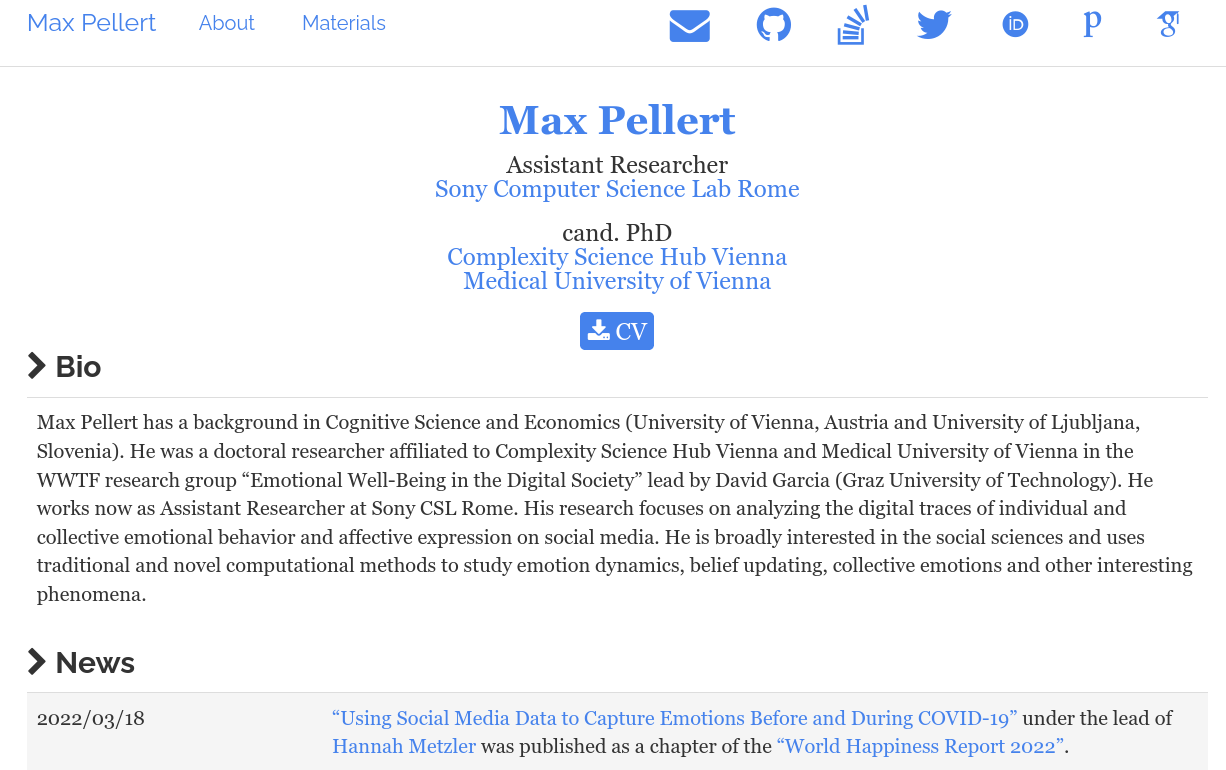 Max Pellert About Materials
Max Pellert
Assistant Researcher
Sony Computer Science Lab Rome
cand. PhD
Complexity Science Hub Vienna
Medical University of Vienna
CV
Bio
Max Pellert has a background in Cognitive Science and Economics (University of Vienna, Austria and University of Ljubljana,
Slovenia). He was a doctoral researcher affiliated to Complexity Science Hub Vienna and Medical University of Vienna in the
WWTF research group “Emotional Well-Being in the Digital Society” lead by David Garcia (Graz University of Technology). He
works now as Assistant Researcher at Sony CSL Rome. His research focuses on analyzing the digital traces of individual and
collective emotional behavior and affective expression on social media. He is broadly interested in the social sciences and uses
traditional and novel computational methods to study emotion dynamics, belief updating, collective emotions and other interesting
phenomena.
News
2022/03/18 “Using Social Media Data to Capture Emotions Before and During COVID-19” under the lead of
Hannah Metzler was published as a chapter of the “World Happiness Report 2022”.